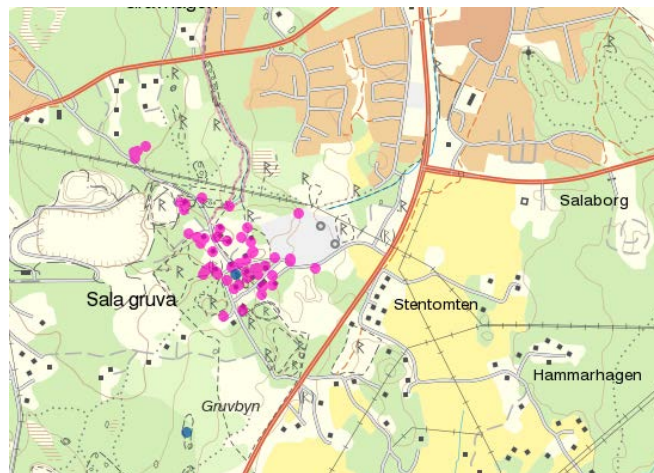 Salaborg
Sala gruva
Stentomten
Hammarhagen
Gruvbyn